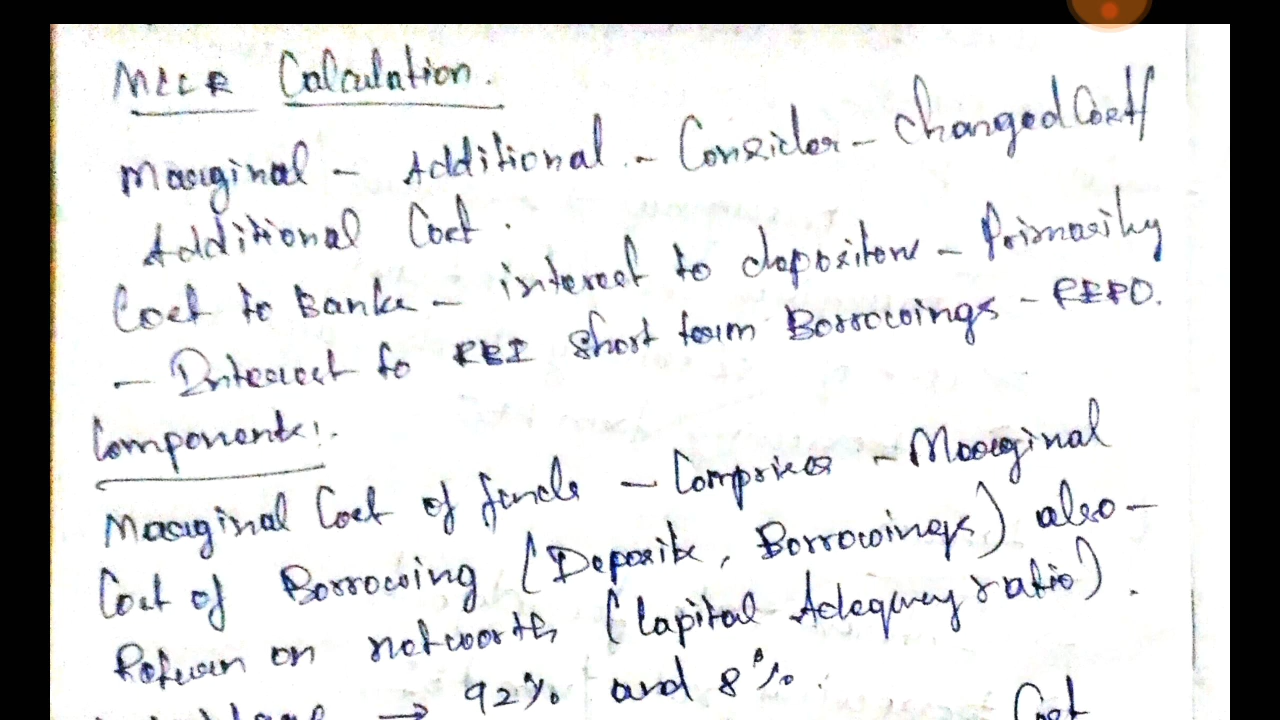 MCLR Calculation.
Marginal - Additional - Consider - Changed Cost/
Additional Cost.
Cost to Banks - interest to depositors - Primarily
- Interest to RBI short term Borrowings - REPO.
Components:-
Marginal Cost of funds - Comprises - Marginal
Cost of Borrowing (Deposits, Borrowings) also -
Return on networth (Capital Adequacy ratio).
→ 92% and 8%.
Cost